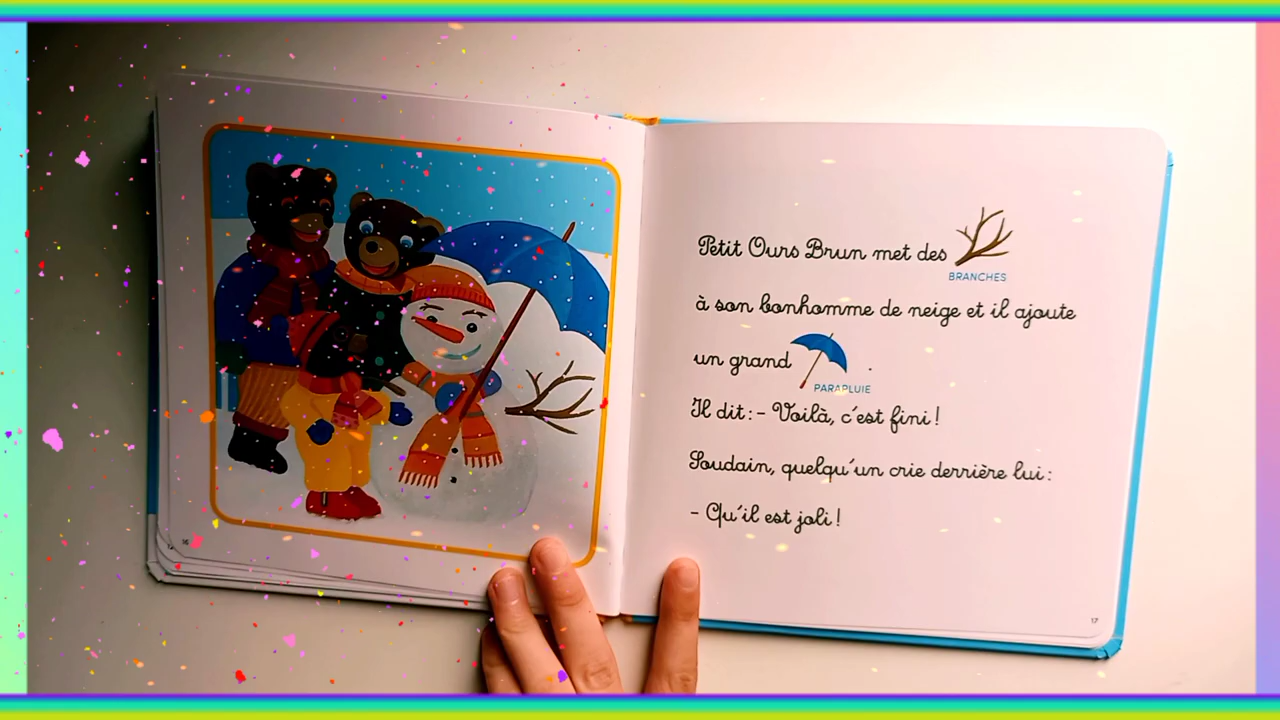 Petit Ours Brun met des
BRANCHES
à son bonhomme de neige et il ajoute
un grand
PARAPLUIE
Il dit : - Voilà, c'est fini !
Soudain, quelqu'un crie derrière lui :
- Qu'il est joli !
16
17